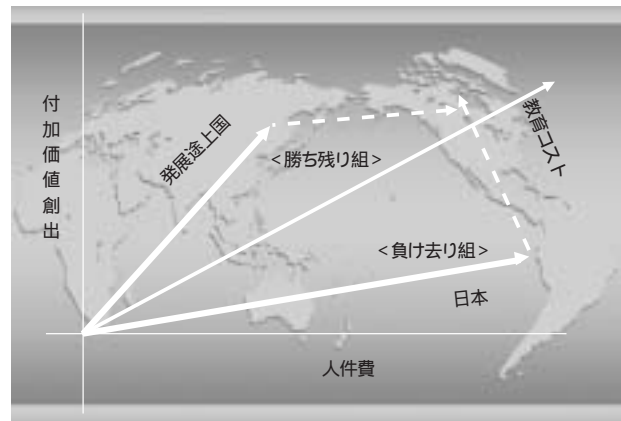 付加価値創出
発展途上国
<勝ち残り組>
教育コスト
<負け去り組>
日本
人件費